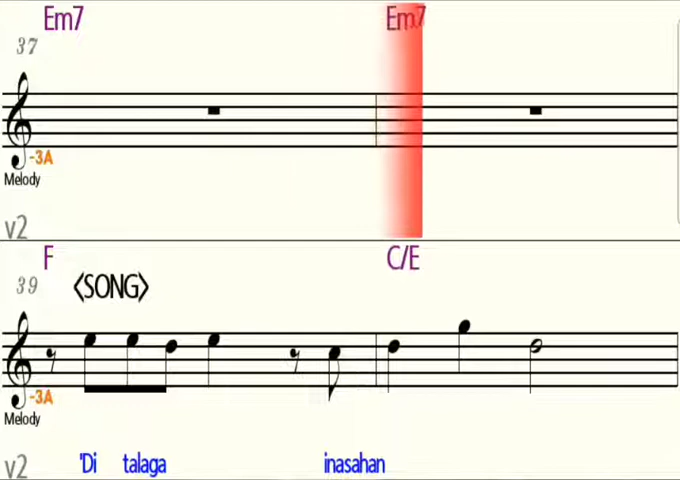 Em7 Em7
37
-3A
Melody
v2
F C/E
39 <SONG>
-3A
Melody
v2 'Di talaga inasahan